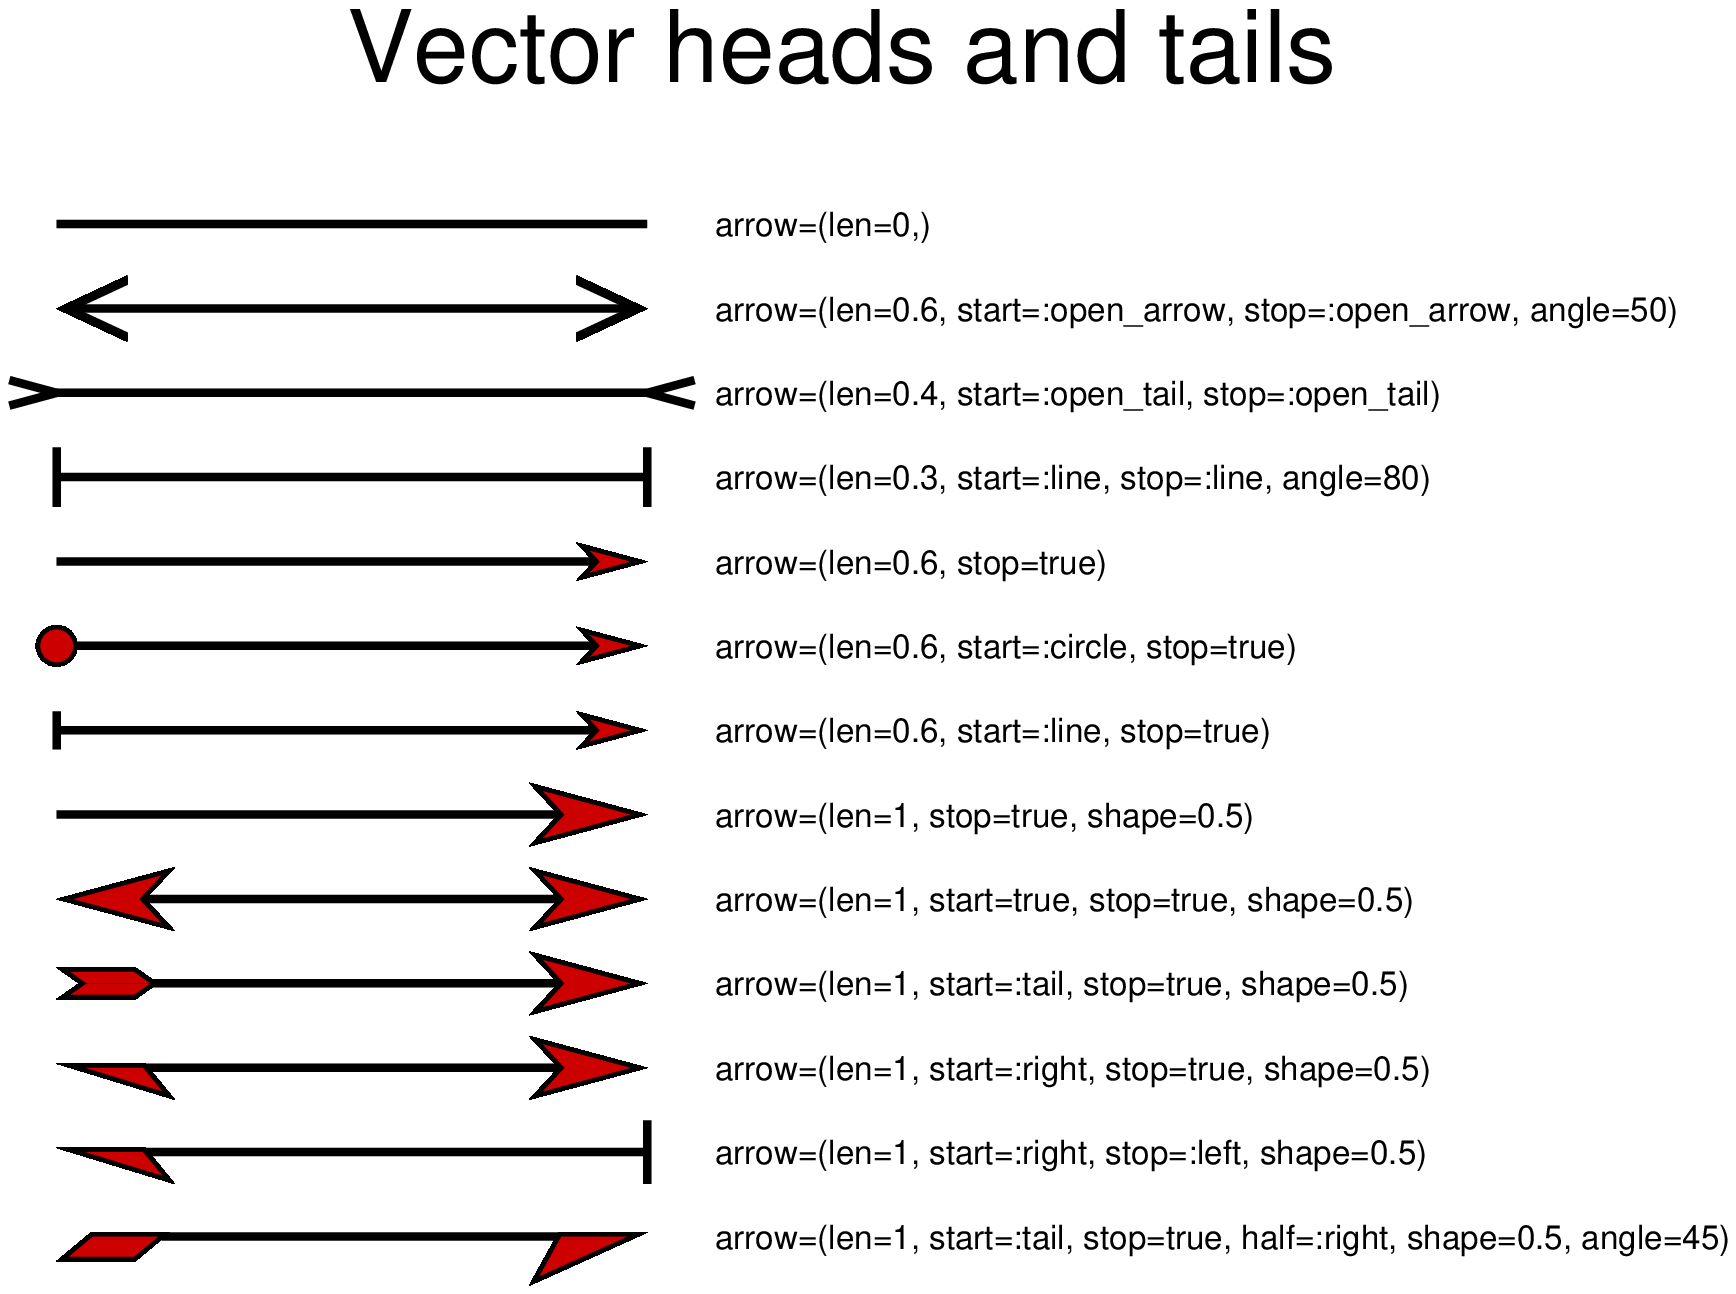 Vector heads and tails
arrow=(len=0,)
arrow=(len=0.6, start=:open_arrow, stop=:open_arrow, angle=50)
arrow=(len=0.4, start=:open_tail, stop=:open_tail)
arrow=(len=0.3, start=:line, stop=:line, angle=80)
arrow=(len=0.6, stop=true)
arrow=(len=0.6, start=:circle, stop=true)
arrow=(len=0.6, start=:line, stop=true)
arrow=(len=1, stop=true, shape=0.5)
arrow=(len=1, start=true, stop=true, shape=0.5)
arrow=(len=1, start=:tail, stop=true, shape=0.5)
arrow=(len=1, start=:right, stop=true, shape=0.5)
arrow=(len=1, start=:right, stop=:left, shape=0.5)
arrow=(len=1, start=:tail, stop=true, half=:right, shape=0.5, angle=45)